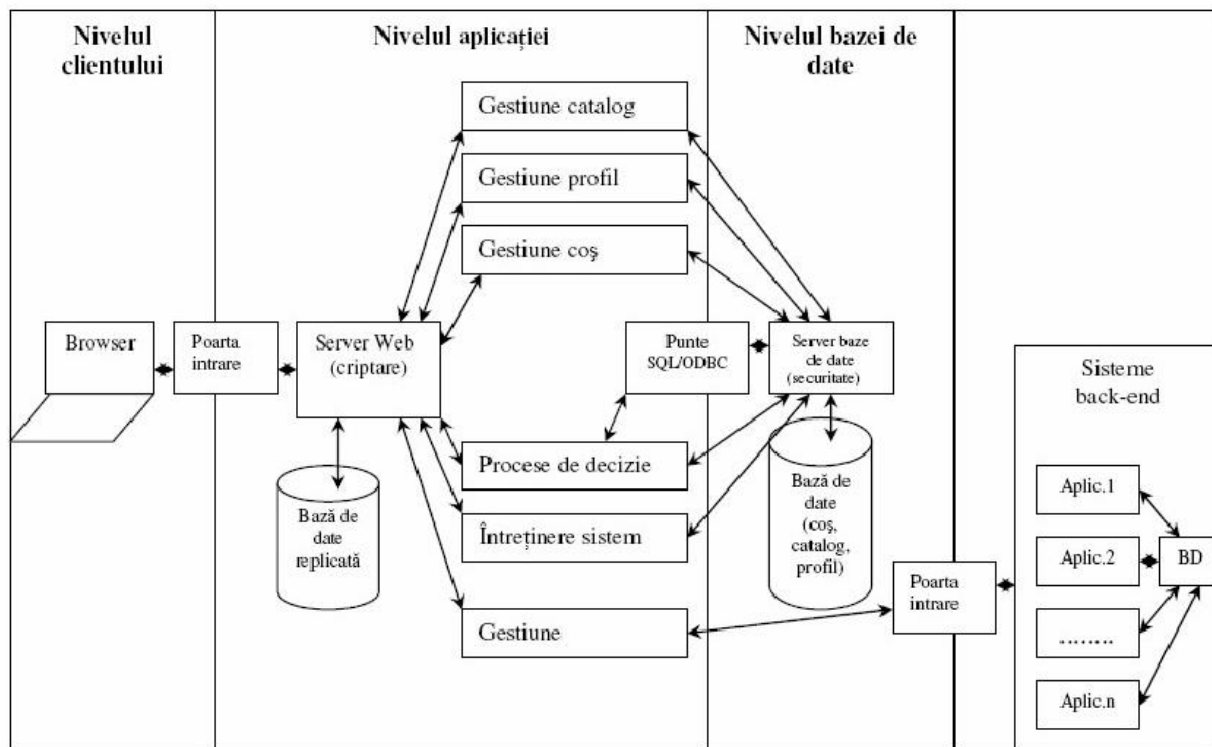 Nivelul
clientului
Nivelul aplicației
Nivelul bazei de
date
Gestiune catalog
Gestiune profil
Gestiune coş
Browser
Poarta
intrare
Server Web
(criptare)
Punte
SQL/ODBC
Server baze
de date
(securitate)
Procese de decizie
Întreținere sistem
Gestiune
Bază de
date
replicată
Bază de
date
(coş,
catalog,
profil)
Poarta
intrare
Sisteme
back-end
Aplic.1
Aplic.2
.........
Aplic.n
BD